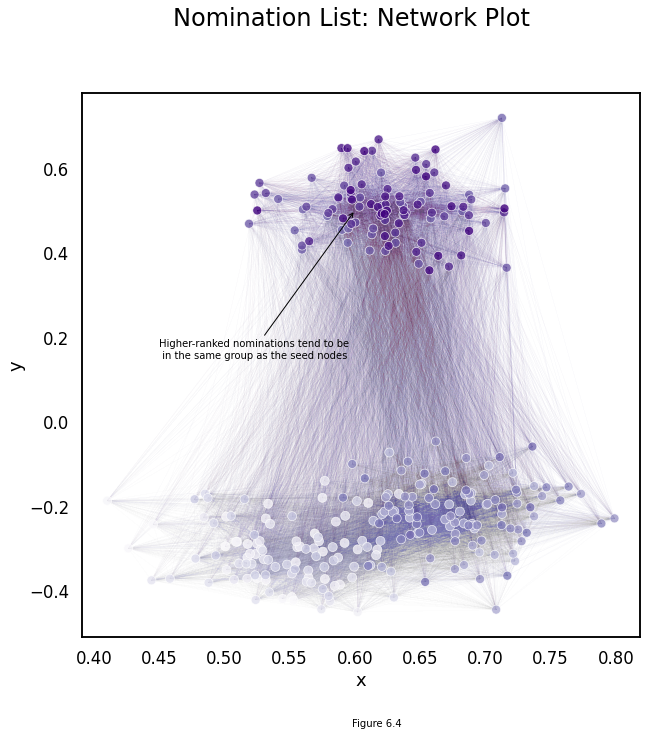 Nomination List: Network Plot
0.6
0.4
0.2
0.0
−0.2
−0.4
y
Higher-ranked nominations tend to be
in the same group as the seed nodes
0.40 0.45 0.50 0.55 0.60 0.65 0.70 0.75 0.80
x
Figure 6.4